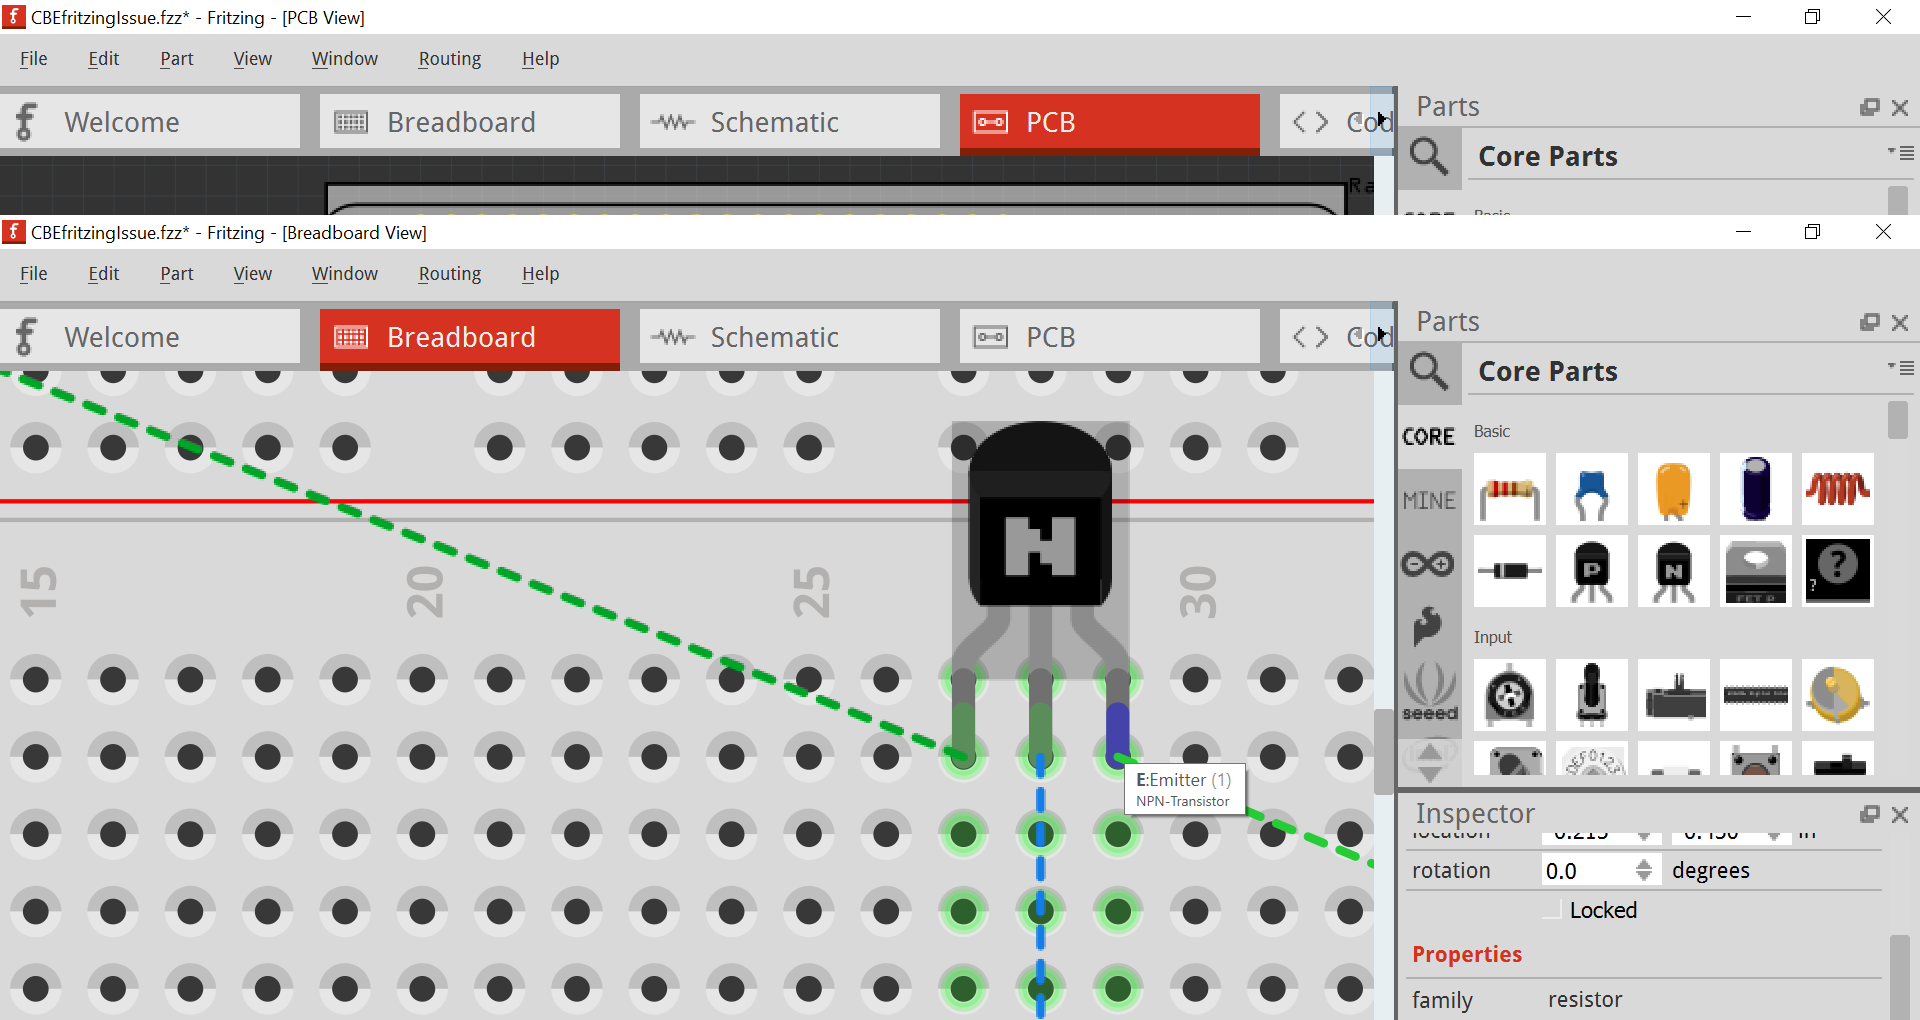 CBEfritzingIssue.fzz* - Fritzing - [PCB View]
File Edit Part View Window Routing Help
Welcome Breadboard Schematic PCB Cod
Parts
Core Parts
CBEfritzingIssue.fzz* - Fritzing - [Breadboard View]
File Edit Part View Window Routing Help
Welcome Breadboard Schematic PCB Cod
Parts
Core Parts
CORE
MINE
seeed
Basic
P
N
FET P
?
?
Input
N
15 20 25 30
E:Emitter (1)
NPN-Transistor
Inspector
location in
rotation 0.0 degrees
Locked
Properties
family resistor